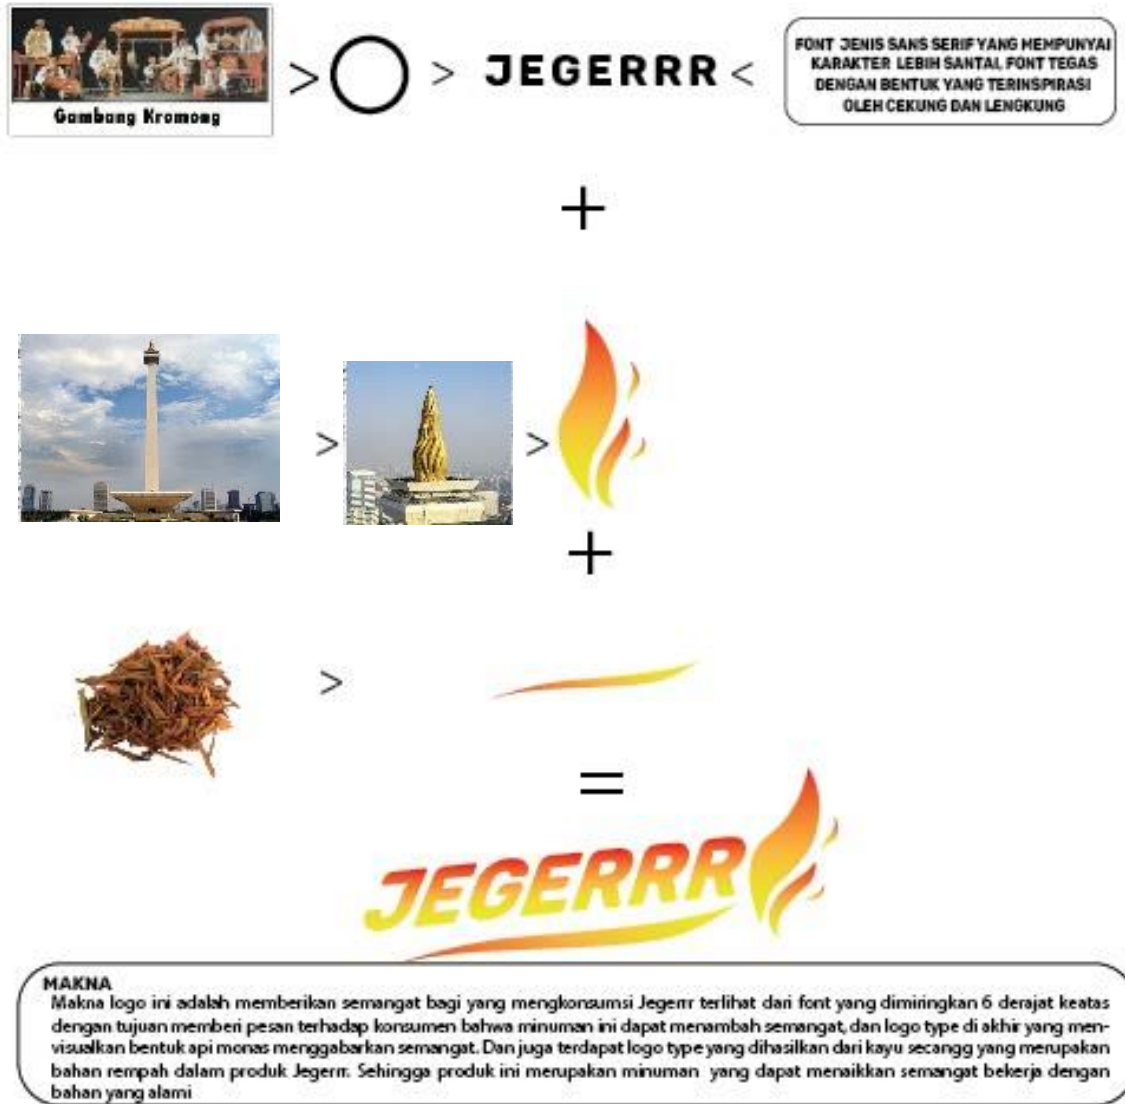 Gambang Kromong
> > JEGERRR <
FONT JENIS SANS SERIF YANG MEMPUNYAI
KARAKTER LEBIH SANTAI, FONT TEGAS
DENGAN BENTUK YANG TERINSPIRASI
OLEH CEKUNG DAN LENGKUNG
+
> >
+
>
=
JEGERRR
MAKNA
Makna logo ini adalah memberikan semangat bagi yang mengkonsumsi Jegerrr terlihat dari font yang dimiringkan 6 derajat keatas
dengan tujuan memberi pesan terhadap konsumen bahwa minuman ini dapat menambah semangat, dan logo type di akhir yang men-
visualkan bentuk api monas menggabarkan semangat. Dan juga terdapat logo type yang dihasilkan dari kayu secangg yang merupakan
bahan rempah dalam produk Jegerrr. Sehingga produk ini merupakan minuman yang dapat menaikkan semangat bekerja dengan
bahan yang alami